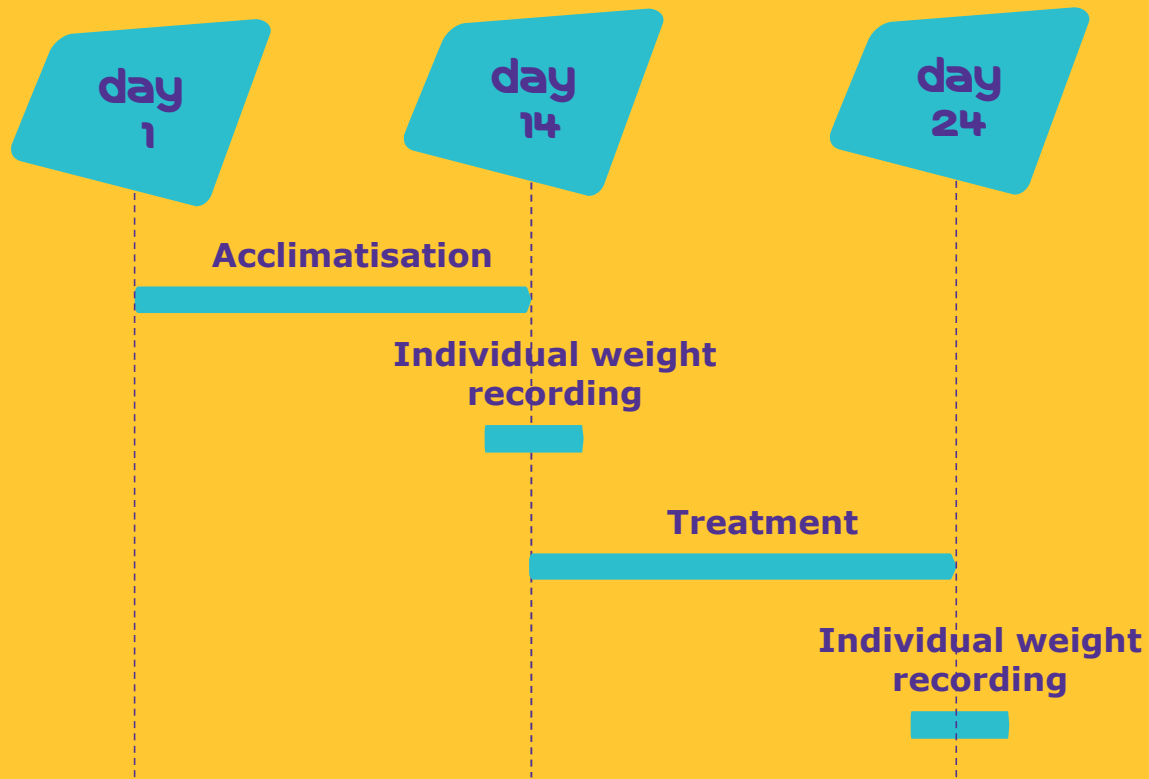 day
1
day
14
day
24
Acclimatisation
Individual weight
recording
Treatment
Individual weight
recording